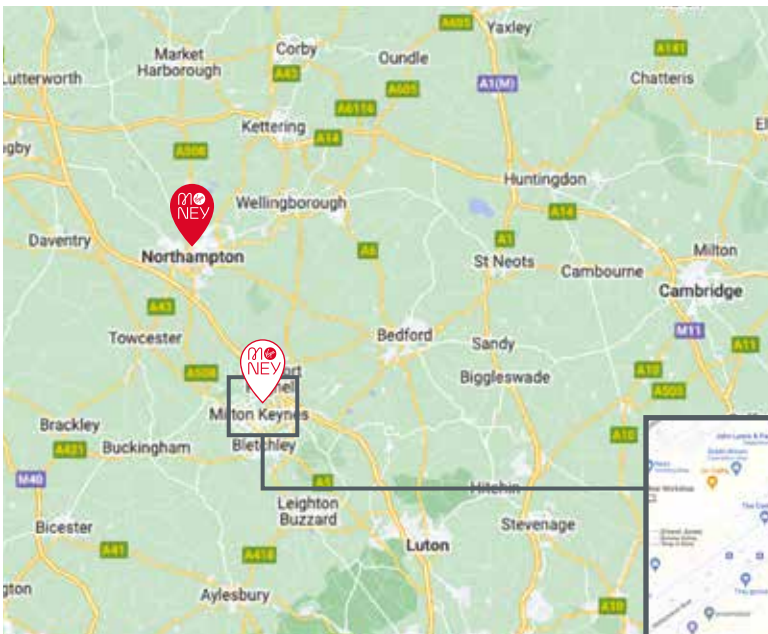 A605
Yaxley
Corby
Market
Harborough
Oundle
A141
Lutterworth
A43
A1(M)
Chatteris
A605
A6116
Kettering
A14
A508
Huntingdon
Wellingborough
MONEY
A14
Daventry
Northampton
A6
A1
Milton
St Neots
Cambourne
Cambridge
A43
M11
Towcester
Bedford
Sandy
A11
MONEY
A508
A10
Biggleswade
A505
Milton Keynes
Brackley
A421
Buckingham
Bletchley
A10
M40
A5
Hitchin
Leighton
Buzzard
Stevenage
Bicester
Luton
A41
A418
Aylesbury
A10